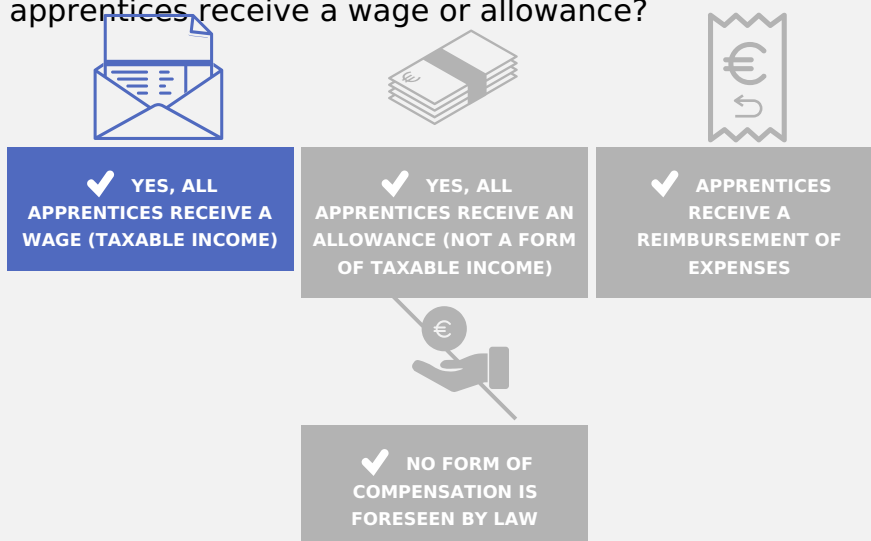 apprentices receive a wage or allowance?
€
€
YES, ALL
APPRENTICES RECEIVE A
WAGE (TAXABLE INCOME)
YES, ALL
APPRENTICES RECEIVE AN
ALLOWANCE (NOT A FORM
OF TAXABLE INCOME)
APPRENTICES
RECEIVE A
REIMBURSEMENT OF
EXPENSES
€
NO FORM OF
COMPENSATION IS
FORESEEN BY LAW